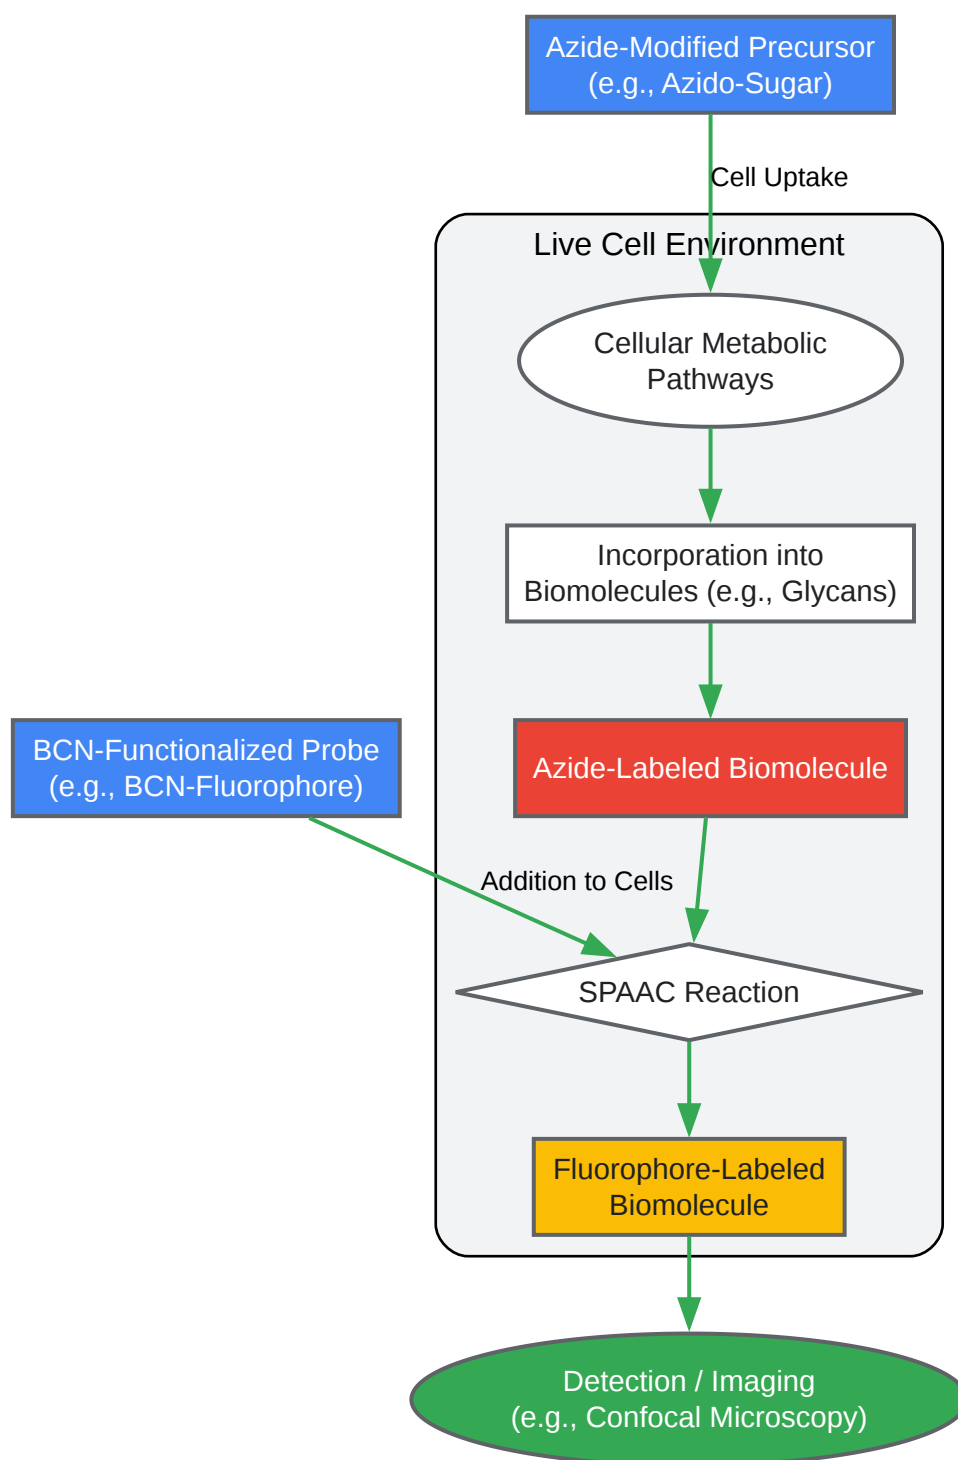 Azide-Modified Precursor
(e.g., Azido-Sugar)
Cell Uptake
Live Cell Environment
Cellular Metabolic
Pathways
Incorporation into
Biomolecules (e.g., Glycans)
BCN-Functionalized Probe
(e.g., BCN-Fluorophore)
Azide-Labeled Biomolecule
Addition to Cells
SPAAC Reaction
Fluorophore-Labeled
Biomolecule
Detection / Imaging
(e.g., Confocal Microscopy)